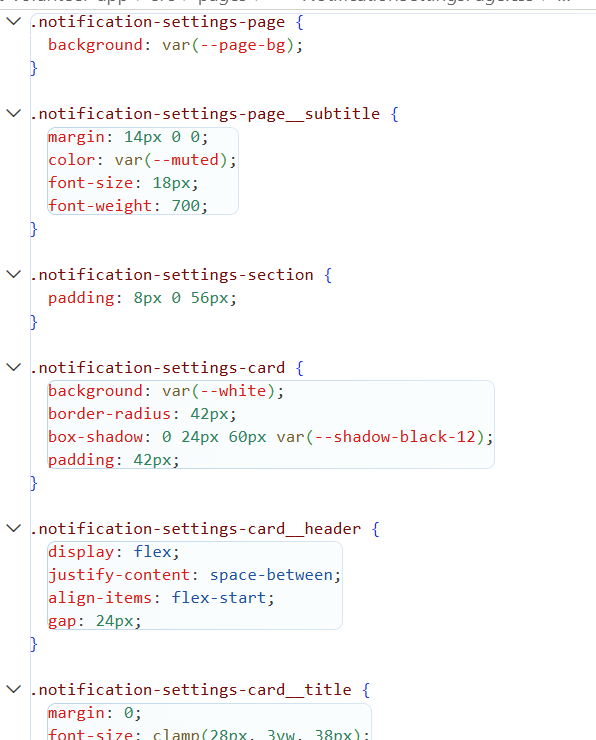 .notification-settings-page {
background: var(--page-bg);
}
.notification-settings-page__subtitle {
margin: 14px 0 0;
color: var(--muted);
font-size: 18px;
font-weight: 700;
}
.notification-settings-section {
padding: 8px 0 56px;
}
.notification-settings-card {
background: var(--white);
border-radius: 42px;
box-shadow: 0 24px 60px var(--shadow-black-12);
padding: 42px;
}
.notification-settings-card__header {
display: flex;
justify-content: space-between;
align-items: flex-start;
gap: 24px;
}
.notification-settings-card__title {
margin: 0;
font-size: clamp(28px, 3vw, 38px);